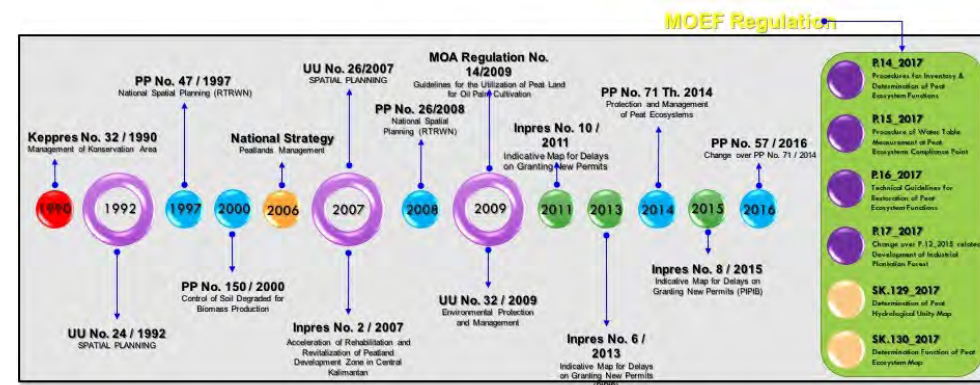 MOEF Regulation
Keppres No. 32 / 1990
Management of Konservation Area
1990
1992
UU No. 24 / 1992
SPATIAL PLANNING
PP No. 47 / 1997
National Spatial Planning (RTRWN)
1997
2000
PP No. 150 / 2000
Control of Soil Degraded for
Biomass Production
National Strategy
Peatlands Management
2006
UU No. 26/2007
SPATIAL PLANNING
2007
Inpres No. 2 / 2007
Acceleration of Rehabilitation and
Revitalization of Peatland
Development Zone in Central
Kalimantan
PP No. 26/2008
National Spatial
Planning (RTRWN)
2008
MOA Regulation No.
14/2009
Guidelines for the Utilization of Peat Land
for Oil Palm Cultivation
2009
UU No. 32 / 2009
Environmental Protection
and Management
Inpres No. 10 /
2011
Indicative Map for Delays
on Granting New Permits
2011
2013
Inpres No. 6 /
2013
Indicative Map for Delays
on Granting New Permits
PP No. 71 Th. 2014
Protection and Management
of Peat Ecosystems
2014
2015
Inpres No. 8 / 2015
Indicative Map for Delays on
Granting New Permits (PIPIB)
PP No. 57 / 2016
Change over PP No. 71 / 2014
2016
P.14_2017
Procedures for Inventory &
Determination of Peat
Ecosystem Functions
P.15_2017
Procedure of Water Table
Measurement at Peat
Ecosystem Compliance Point
P.16_2017
Technical Guidelines for
Restoration of Peat
Ecosystem Functions
P.17_2017
Change over P.12_2015 related
Development of Industrial
Plantation Forest
SK.129_2017
Determination of Peat
Hydrological Unity Map
SK.130_2017
Determination Function of Peat
Ecosystem Map